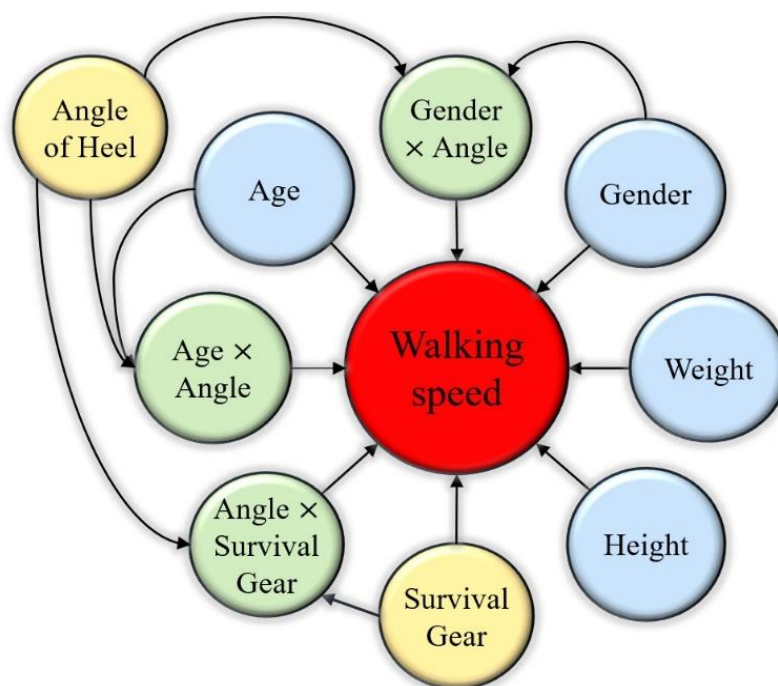 Angle
of Heel
Gender
× Angle
Age
Gender
Walking
speed
Age ×
Angle
Weight
Angle ×
Survival
Gear
Height
Survival
Gear